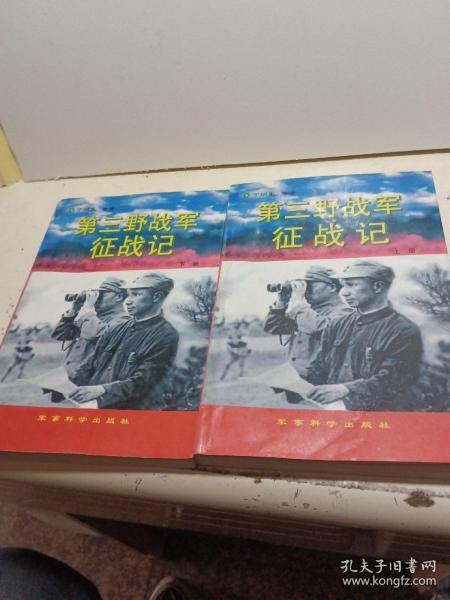 第三野战军
征战记
下册
军事科学出版社
第三野战军
征战记
上册
军事科学出版社
孔夫子旧书网
www.kongfz.com